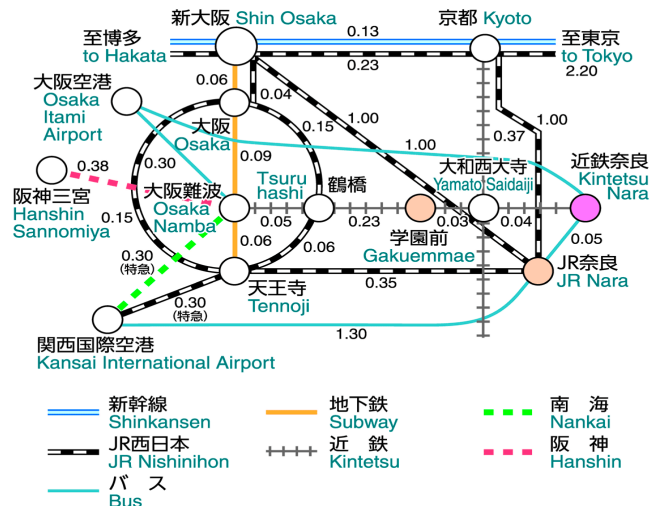 新大阪 Shin Osaka
京都 Kyoto
至博多
to Hakata
0.13
0.23
至東京
to Tokyo
2.20
大阪空港
Osaka
Itami
Airport
0.06
0.04
大阪
Osaka
1.00
0.15
1.00
0.37
1.00
0.30
0.09
大和西大寺
Yamato Saidaiji
近鉄奈良
Kintetsu
Nara
0.38
阪神三宮
Hanshin
Sannomiya
大阪難波
Osaka
Namba
Tsuru
hashi
鶴橋
0.15
0.05
0.23
0.03
0.04
学園前
Gakuemmae
0.06
0.06
0.05
0.30
(特急)
0.30
(特急)
天王寺
Tennoji
0.35
JR奈良
JR Nara
1.30
関西国際空港
Kansai International Airport
新幹線
Shinkansen
地下鉄
Subway
南 海
Nankai
JR西日本
JR Nishinihon
近 鉄
Kintetsu
阪 神
Hanshin
バ ス
Bus